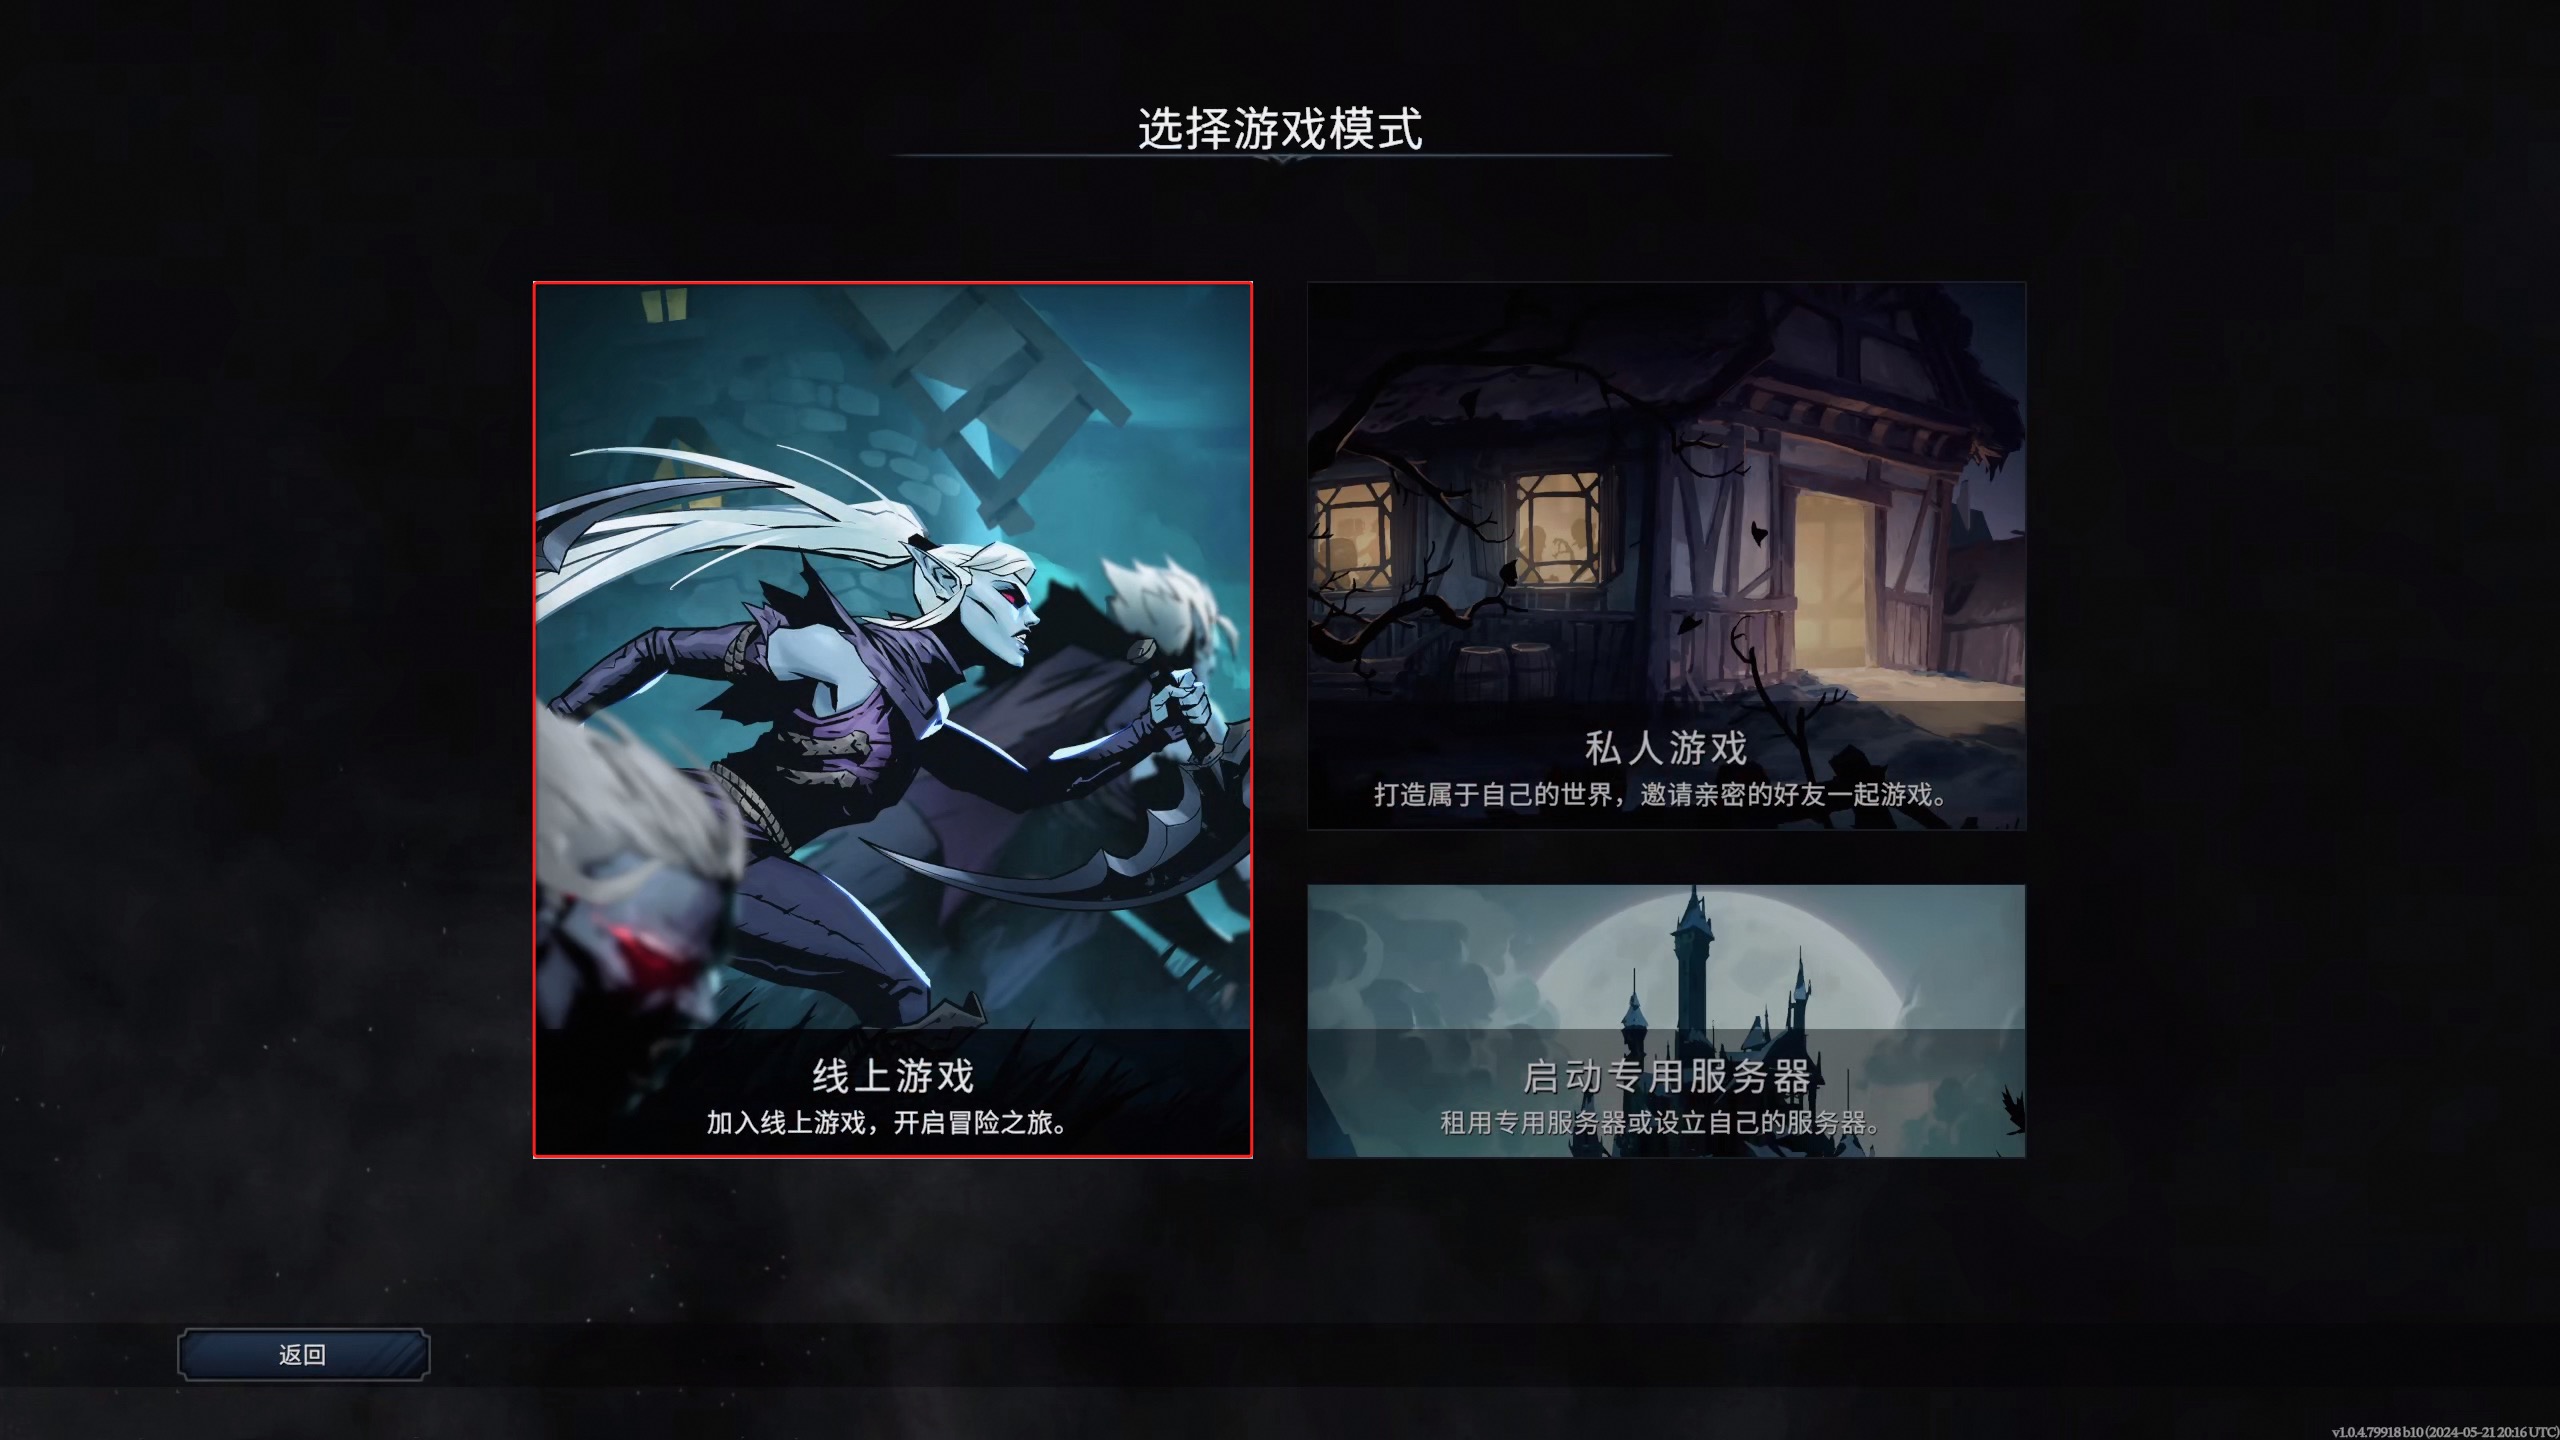 选择游戏模式
线上游戏
加入线上游戏，开启冒险之旅。
私人游戏
打造属于自己的世界，邀请亲密的好友一起游戏。
启动专用服务器
租用专用服务器或设立自己的服务器。
返回
v1.0.4.79918 b10 (2024-05-21 20:16 UTC)